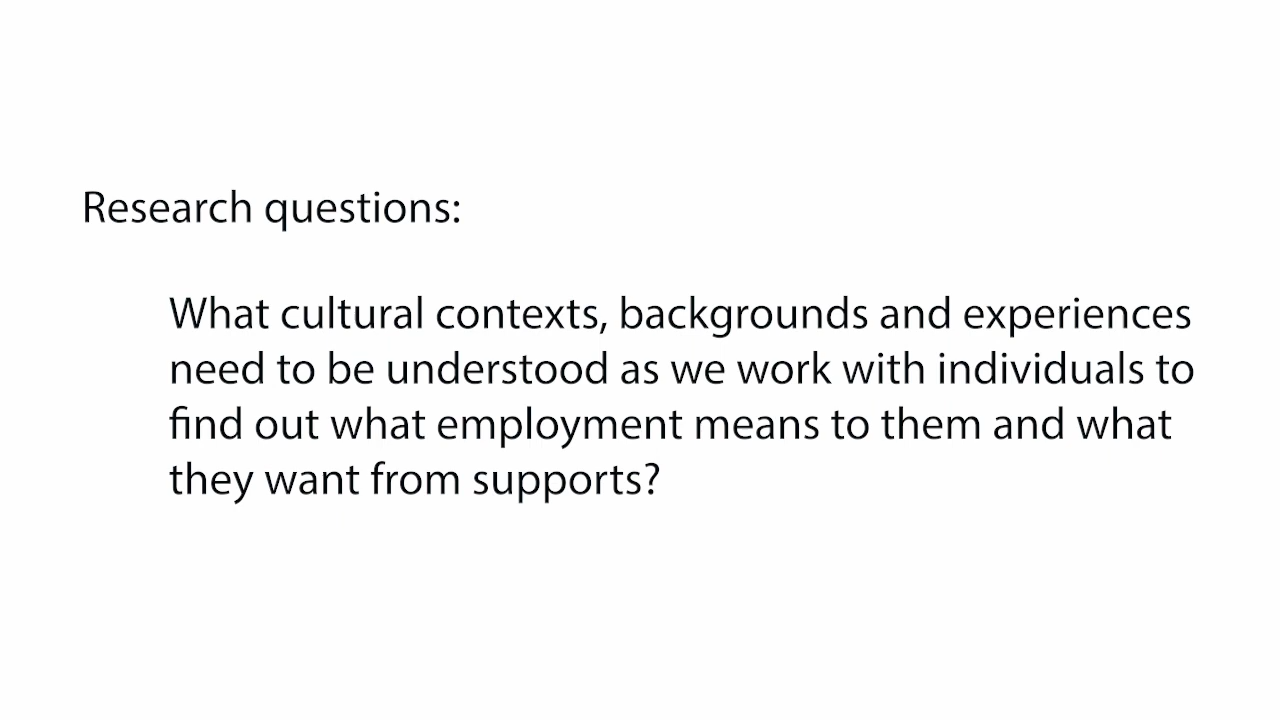 Research questions:
What cultural contexts, backgrounds and experiences
need to be understood as we work with individuals to
find out what employment means to them and what
they want from supports?